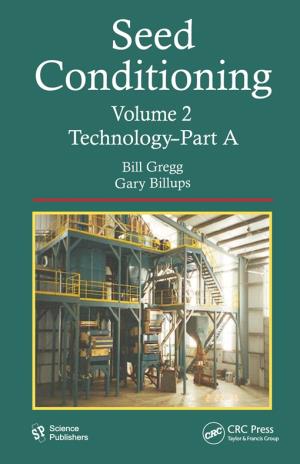 Seed
Conditioning
Volume 2
Technology–Part A
Bill Gregg
Gary Billups
SP Science
Publishers
CRC CRC Press
Taylor & Francis Group